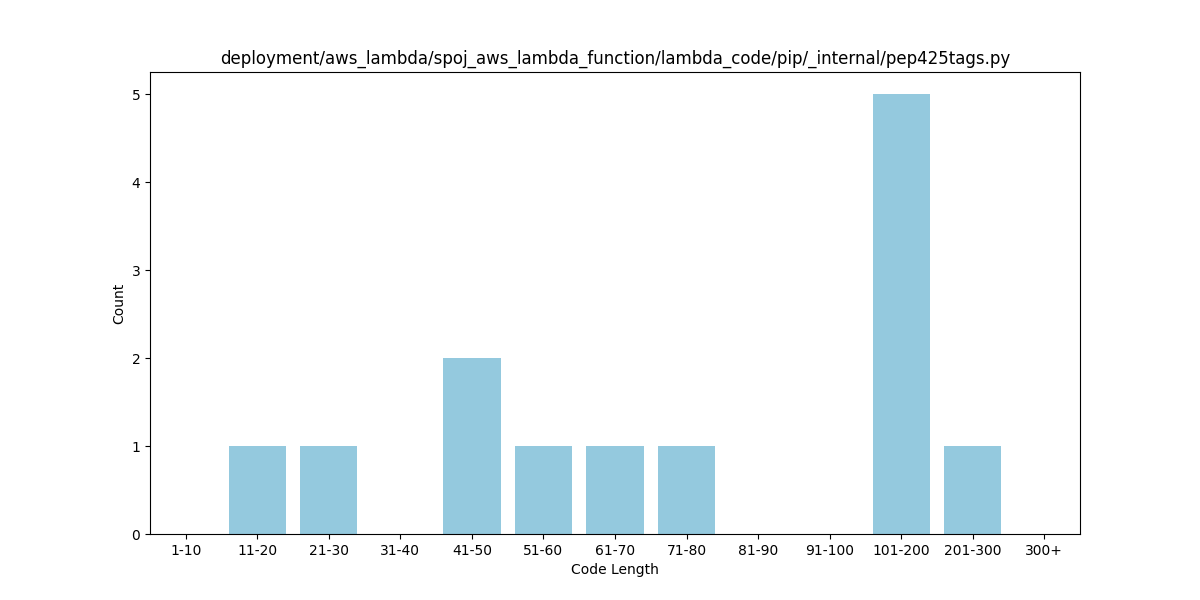 deployment/aws_lambda/spoj_aws_lambda_function/lambda_code/pip/_internal/pep425tags.py
5
4
3
2
1
0
Count
1-10 11-20 21-30 31-40 41-50 51-60 61-70 71-80 81-90 91-100 101-200 201-300 300+
Code Length